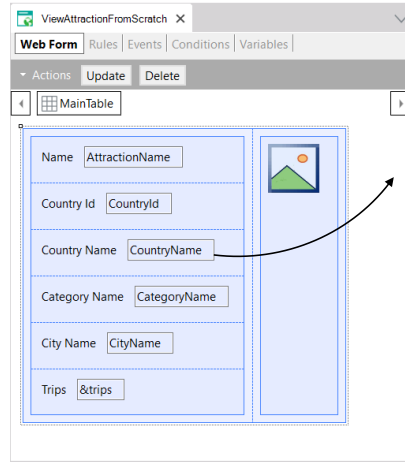 ViewAttractionFromScratch
Web Form Rules Events Conditions Variables
Actions Update Delete
MainTable
Name AttractionName
Country Id CountryId
Country Name CountryName
Category Name CategoryName
City Name CityName
Trips &trips